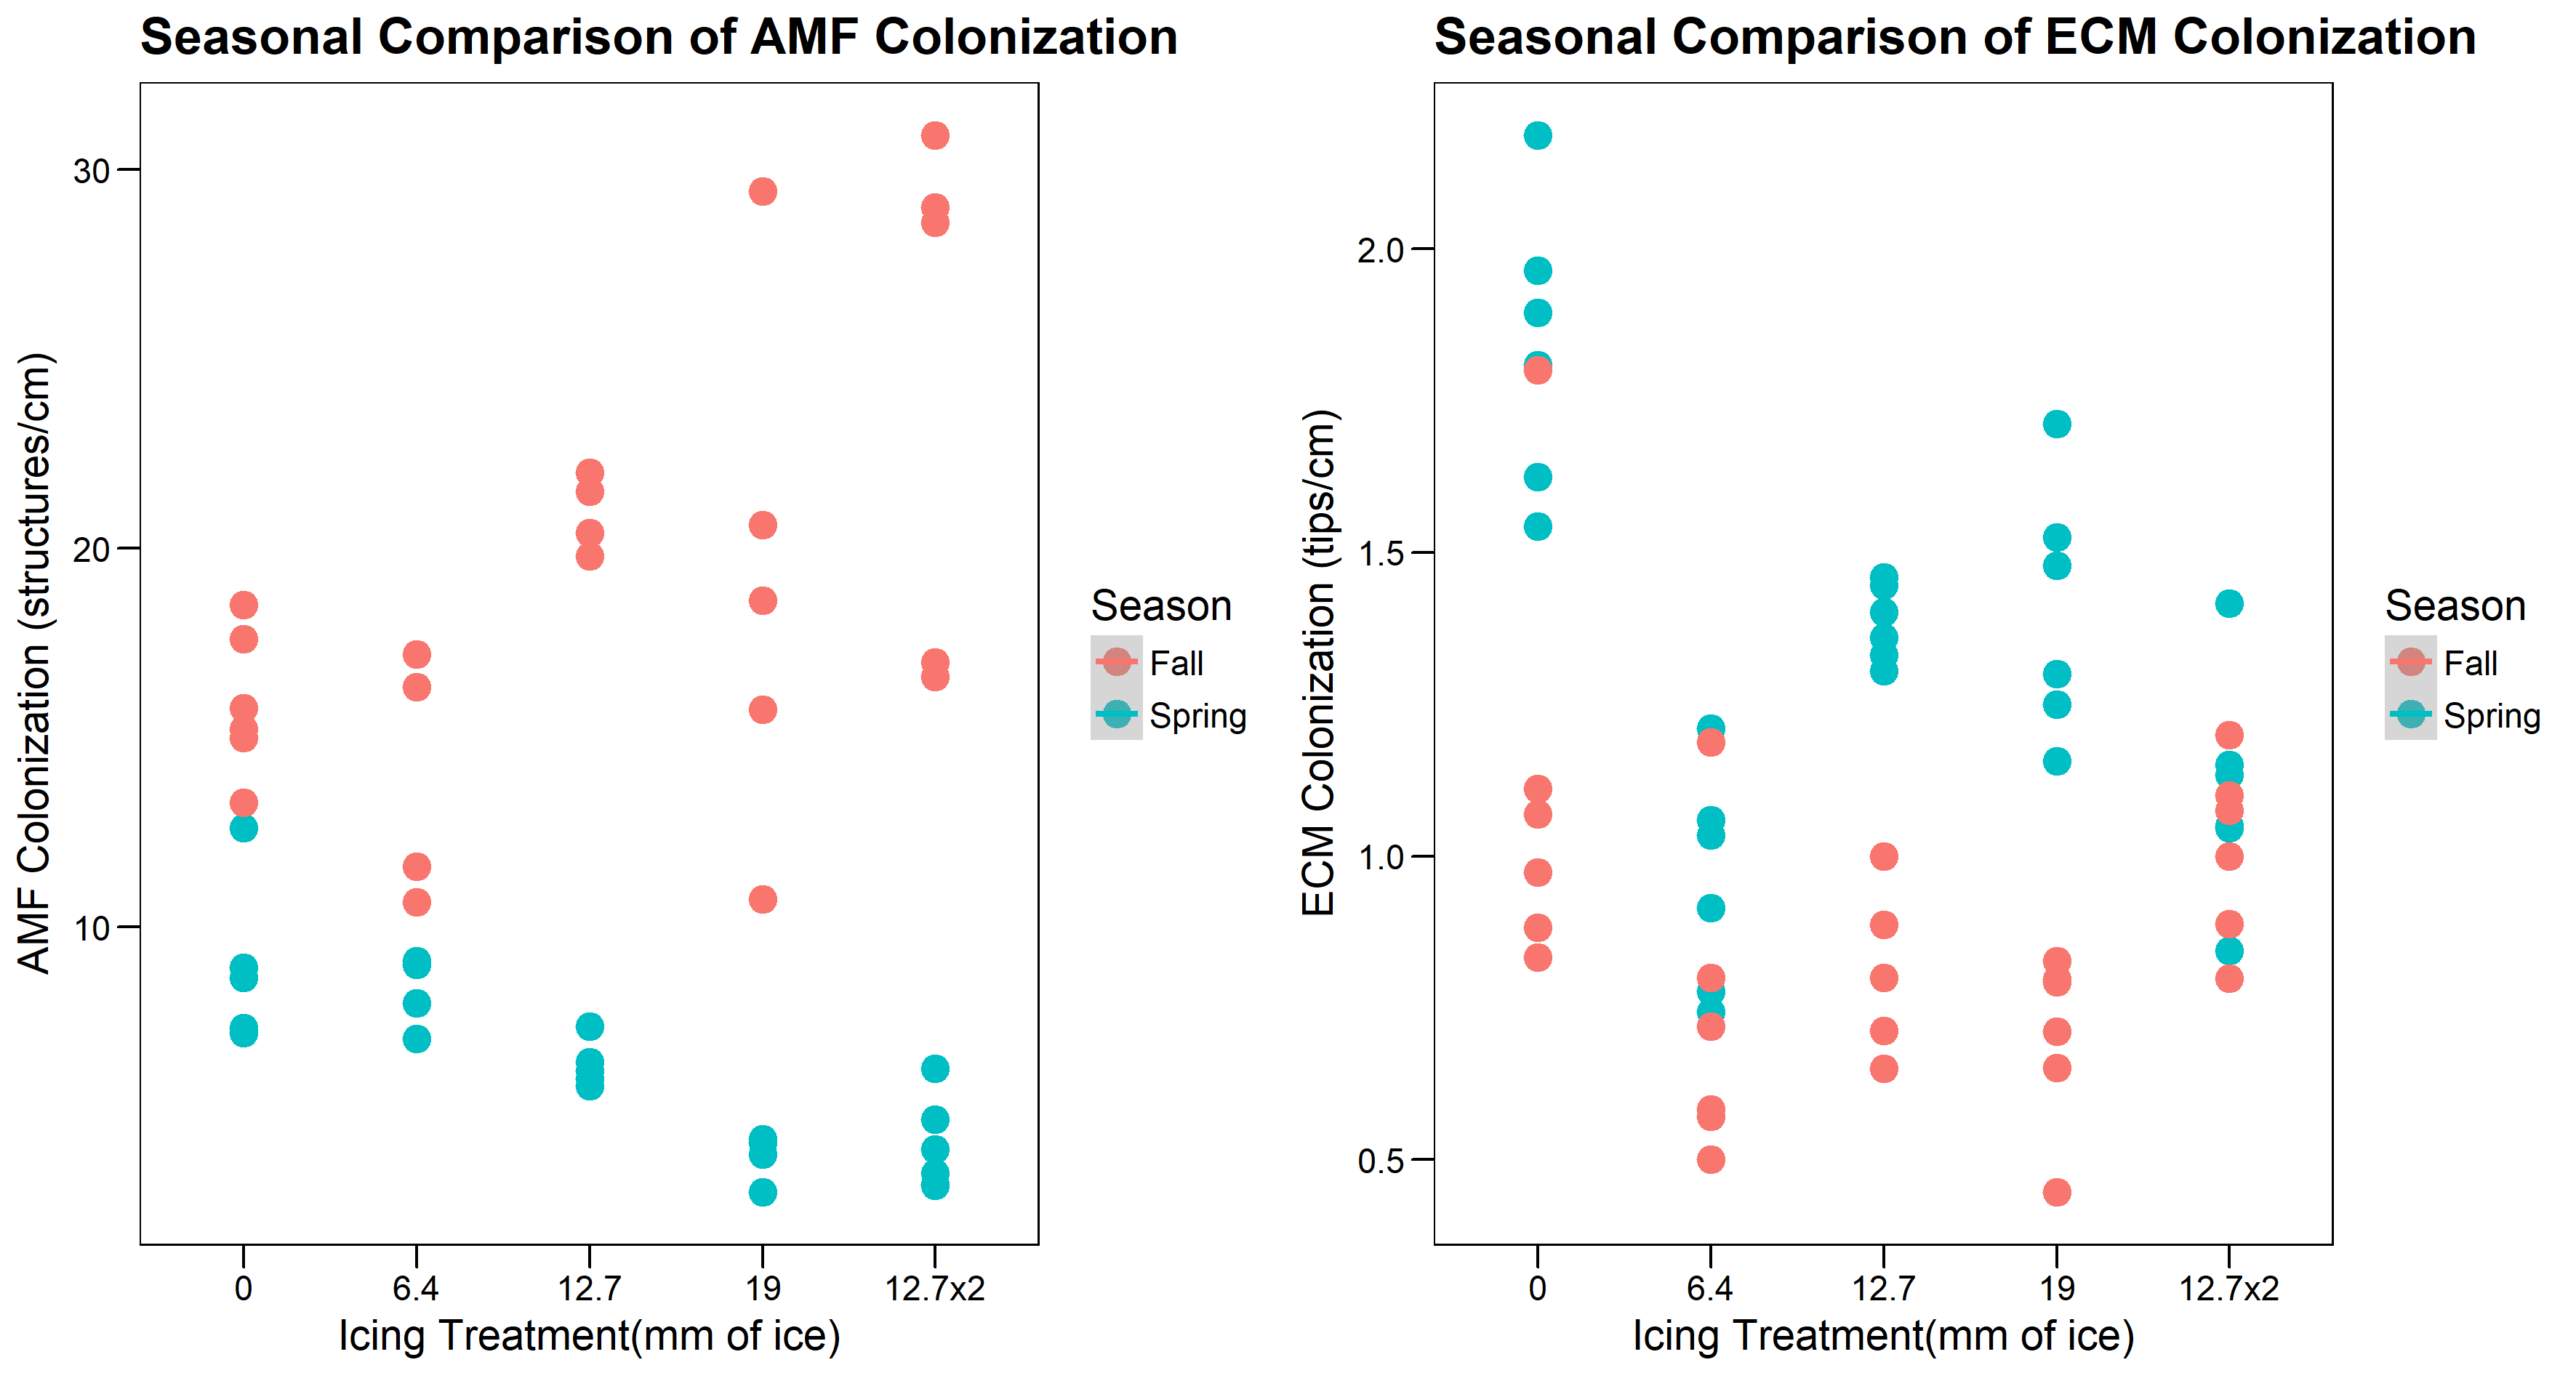 Seasonal Comparison of AMF Colonization
AMF Colonization (structures/cm)
30
20
10
0 6.4 12.7 19 12.7x2
Icing Treatment(mm of ice)
Season
Fall
Spring
Seasonal Comparison of ECM Colonization
ECM Colonization (tips/cm)
2.0
1.5
1.0
0.5
0 6.4 12.7 19 12.7x2
Icing Treatment(mm of ice)
Season
Fall
Spring